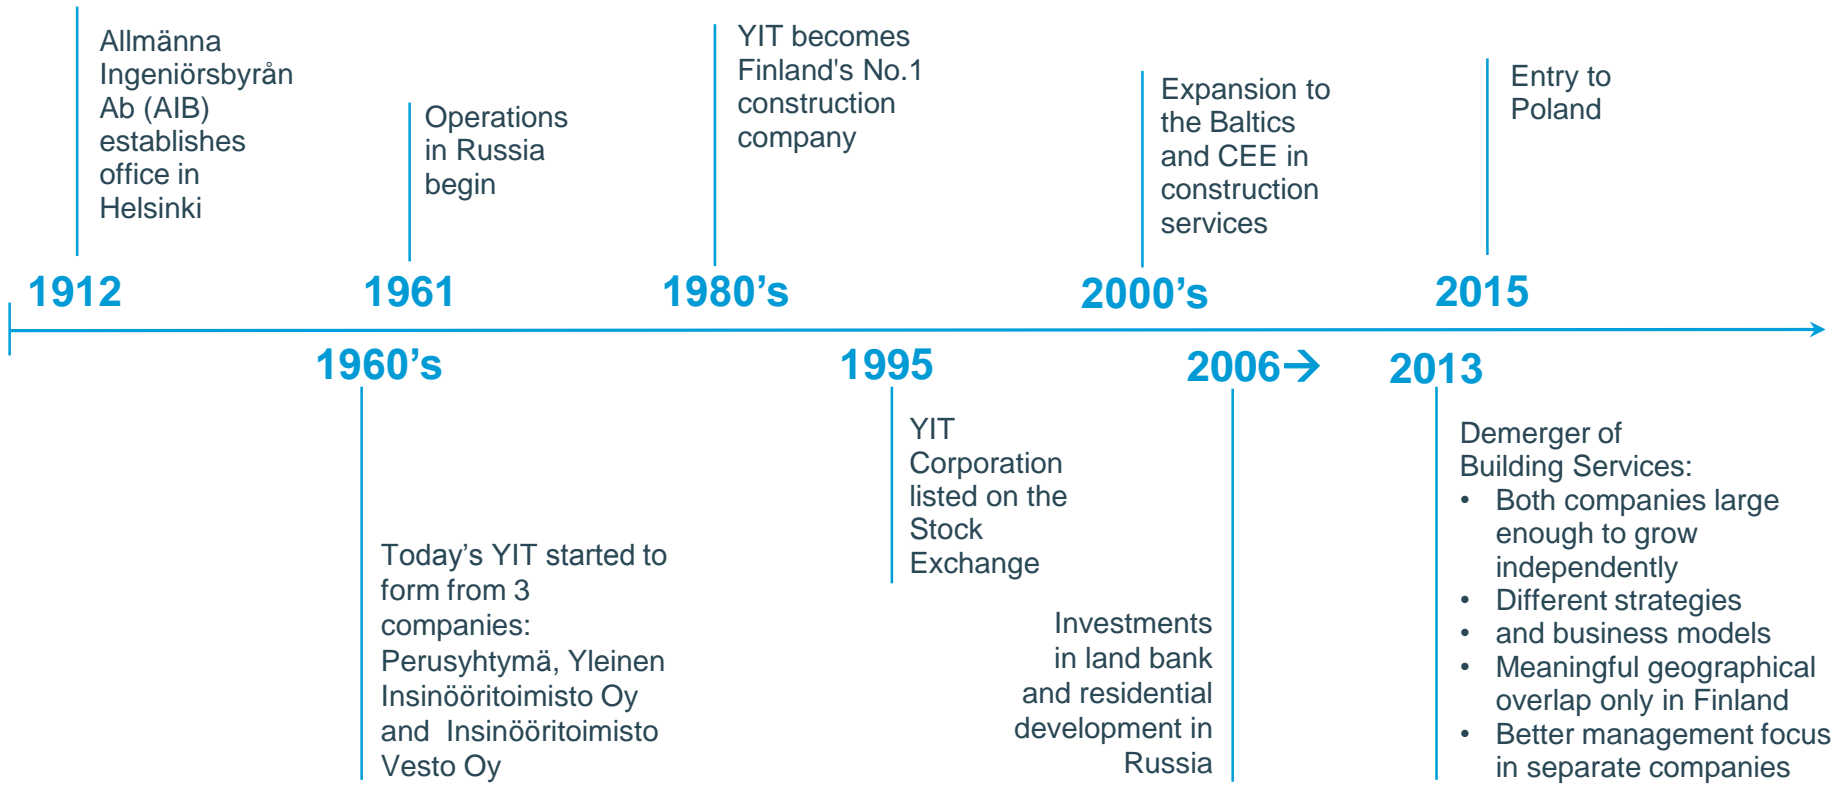 Allmänna
Ingeniörsbyrån
Ab (AIB)
establishes
office in
Helsinki
1912
Operations
in Russia
begin
1961
YIT becomes
Finland's No.1
construction
company
1980’s
Expansion to
the Baltics
and CEE in
construction
services
2000’s
Entry to
Poland
2015
1960’s
Today’s YIT started to
form from 3
companies:
Perusyhtymä, Yleinen
Insinööritoimisto Oy
and  Insinööritoimisto
Vesto Oy
1995
YIT
Corporation
listed on the
Stock
Exchange
2006→
Investments
in land bank
and residential
development in
Russia
2013
Demerger of
Building Services:
• Both companies large
enough to grow
independently
• Different strategies
• and business models
• Meaningful geographical
overlap only in Finland
• Better management focus
in separate companies